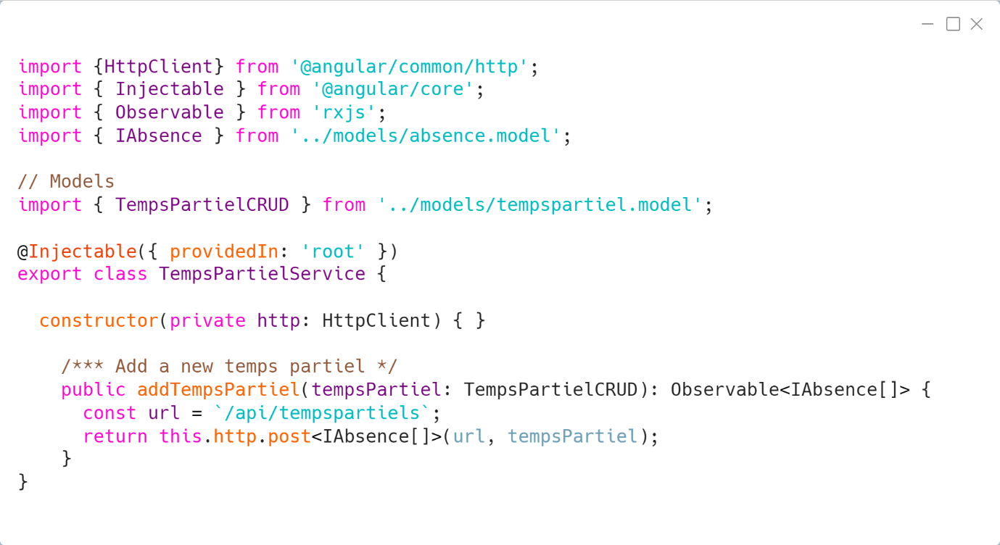 import {HttpClient} from '@angular/common/http';
import { Injectable } from '@angular/core';
import { Observable } from 'rxjs';
import { IAbsence } from '../models/absence.model';

// Models
import { TempsPartielCRUD } from '../models/tempspartiel.model';

@Injectable({ providedIn: 'root' })
export class TempsPartielService {

  constructor(private http: HttpClient) { }

    /*** Add a new temps partiel */
    public addTempsPartiel(tempsPartiel: TempsPartielCRUD): Observable<IAbsence[]> {
      const url = `/api/tempspartiels`;
      return this.http.post<IAbsence[]>(url, tempsPartiel);
    }
}